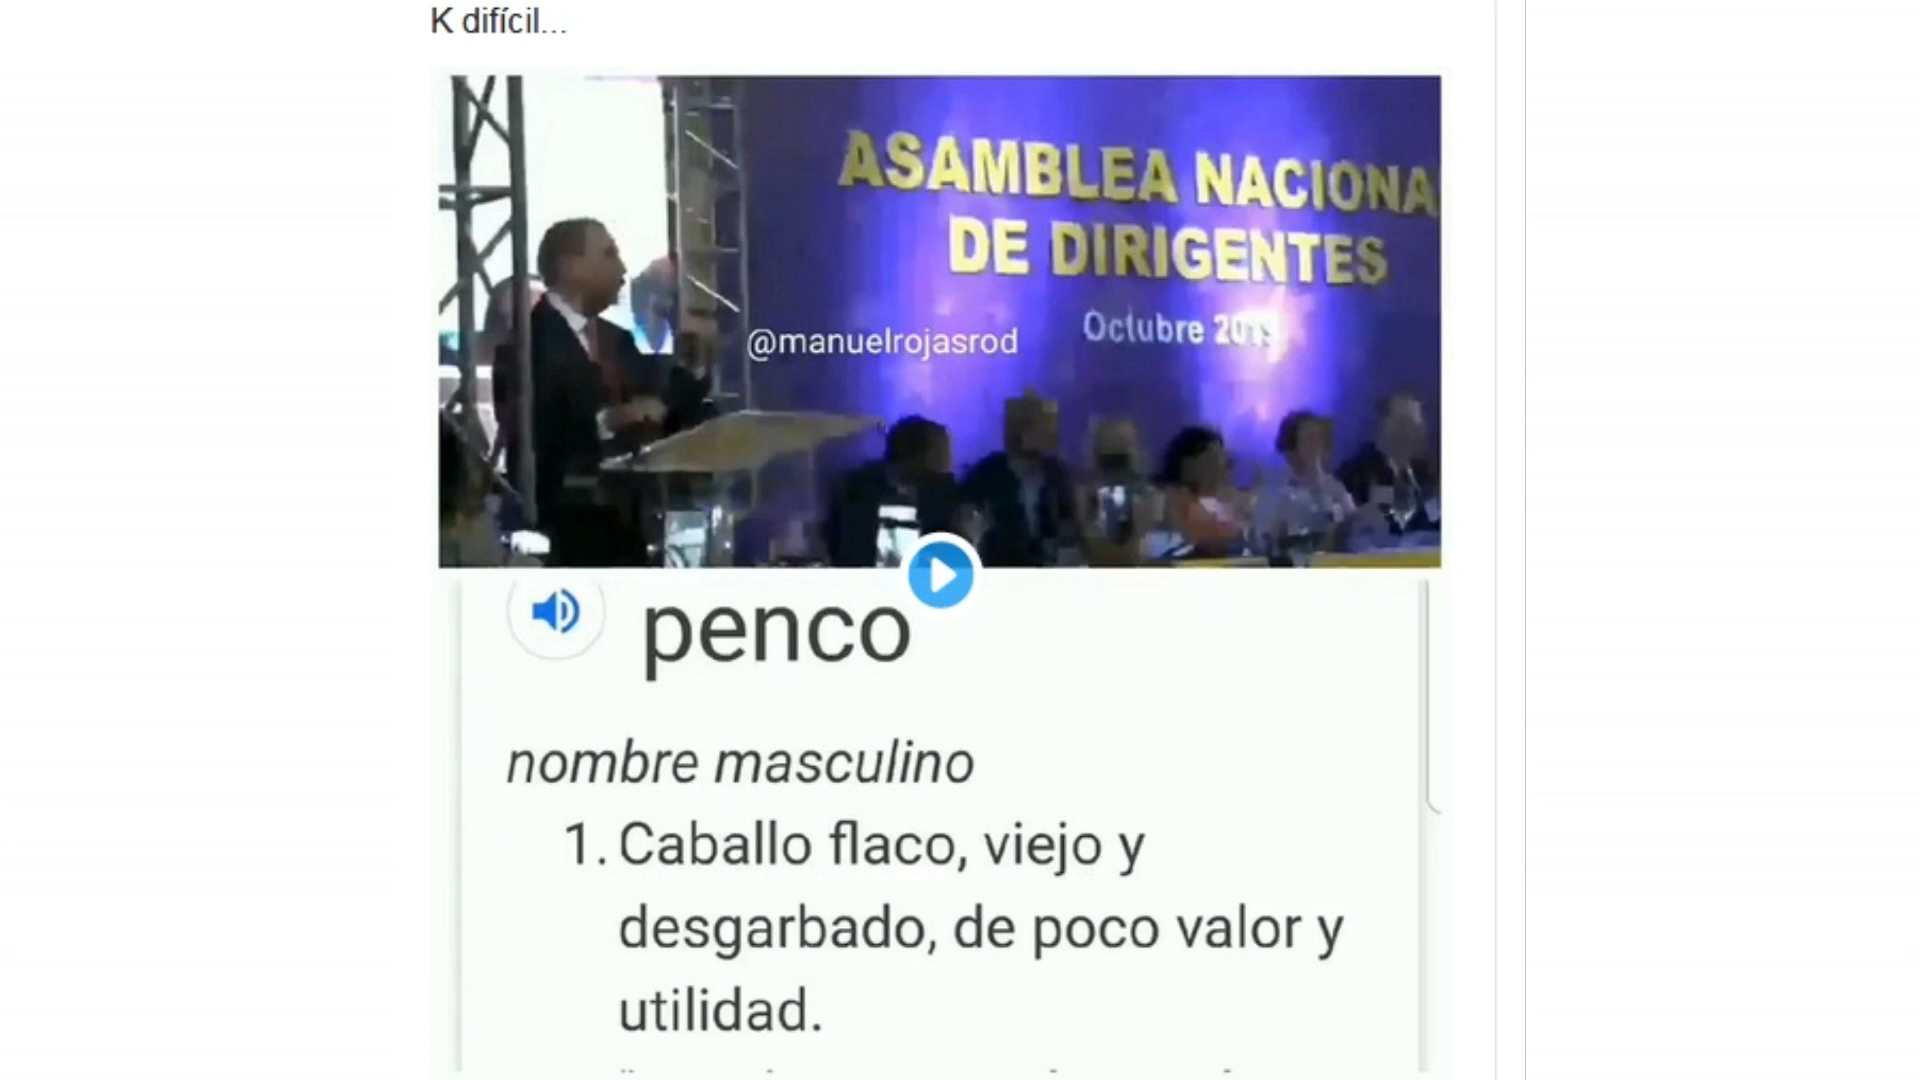 K difícil...
ASAMBLEA NACIONA
DE DIRIGENTES
Octubre 2019
@manuelrojasrod
penco
nombre masculino
1. Caballo flaco, viejo y
desgarbado, de poco valor y
utilidad.